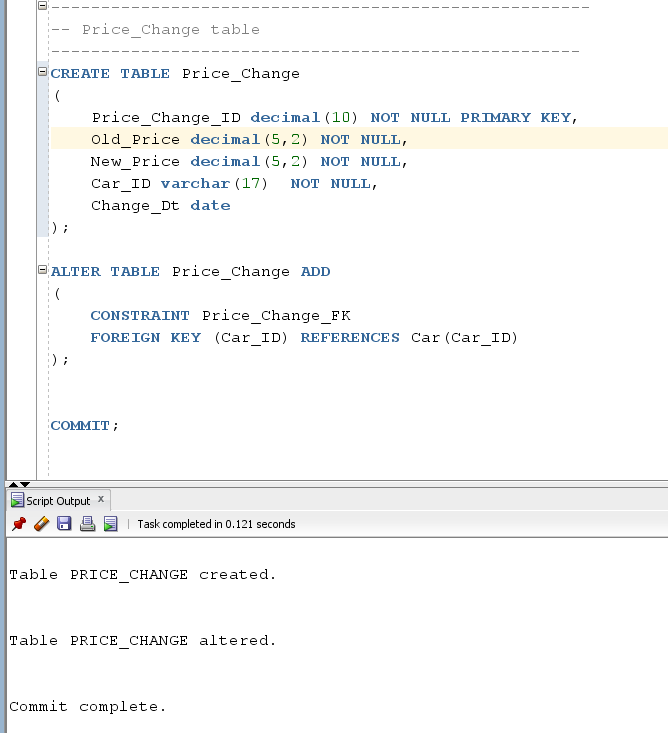 ------------------------------------------------------
-- Price_Change table
-----------------------------------------------------
CREATE TABLE Price_Change
(
    Price_Change_ID decimal(10) NOT NULL PRIMARY KEY,
    Old_Price decimal(5,2) NOT NULL,
    New_Price decimal(5,2) NOT NULL,
    Car_ID varchar(17)  NOT NULL,
    Change_Dt date
);
ALTER TABLE Price_Change ADD
(
    CONSTRAINT Price_Change_FK
    FOREIGN KEY (Car_ID) REFERENCES Car(Car_ID)
);
COMMIT;
Script Output x
Task completed in 0.121 seconds
Table PRICE_CHANGE created.
Table PRICE_CHANGE altered.
Commit complete.